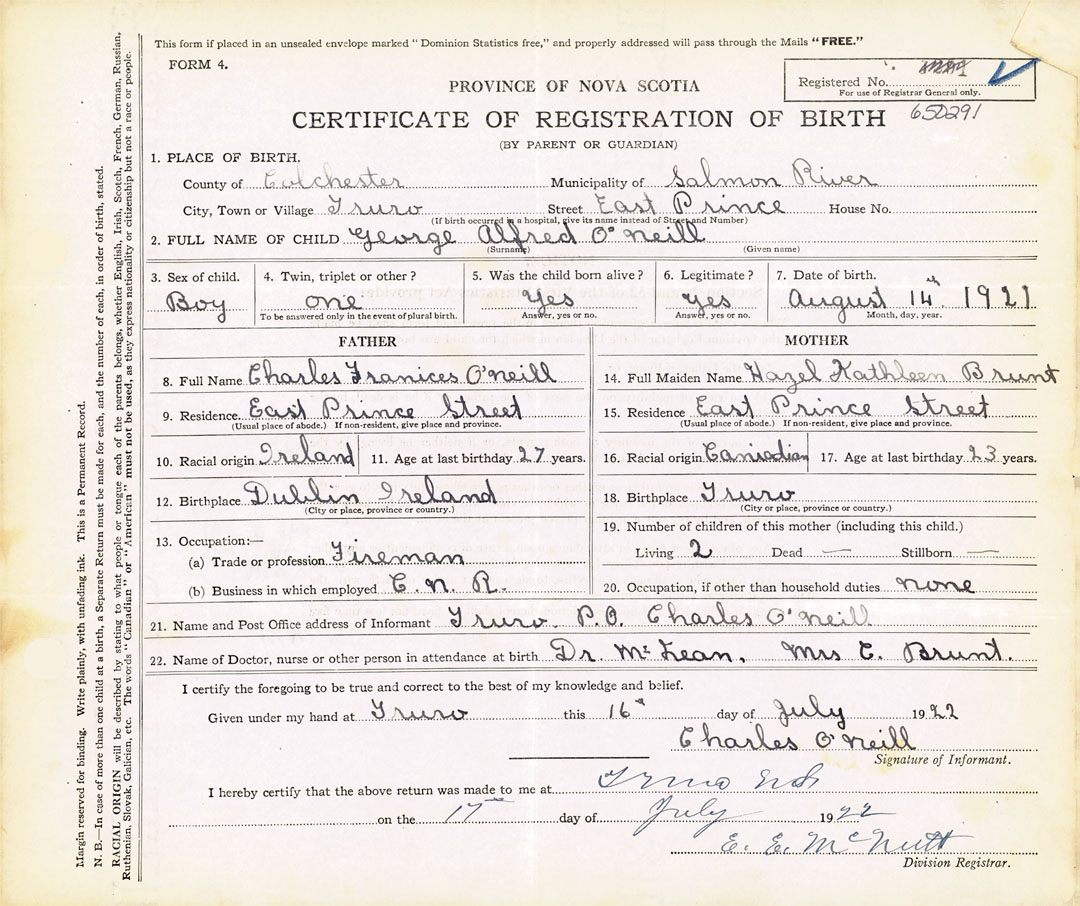 This form if placed in an unsealed envelope marked "Dominion Statistics free," and properly addressed will pass through the Mails "FREE."
FORM 4.
Registered No.
For use of Registrar General only.
650291
PROVINCE OF NOVA SCOTIA
CERTIFICATE OF REGISTRATION OF BIRTH
(BY PARENT OR GUARDIAN)
1. PLACE OF BIRTH.
County of Colchester Municipality of Salmon River
City, Town or Village Truro Street East Prince House No.
(If birth occurred in a hospital, give its name instead of Street and Number)
2. FULL NAME OF CHILD George Alfred O'Neill
(Surname) (Given name)
3. Sex of child. 4. Twin, triplet or other? 5. Was the child born alive? 6. Legitimate? 7. Date of birth.
Boy one Yes Yes August 14th 1921
To be answered only in the event of plural birth. Answer, yes or no. Answer, yes or no. Month, day, year.
FATHER
8. Full Name Charles Franices O'Neill
9. Residence. East Prince Street
(Usual place of abode.) If non-resident, give place and province.
10. Racial origin Ireland 11. Age at last birthday 27 years.
12. Birthplace Dublin Ireland
(City or place, province or country.)
13. Occupation:—
(a) Trade or profession Fireman
(b) Business in which employed C. N. R.
MOTHER
14. Full Maiden Name Hazel Kathleen Brunt
15. Residence East Prince Street
(Usual place of abode.) If non-resident, give place and province.
16. Racial origin Canadian 17. Age at last birthday 23 years.
18. Birthplace Truro
(City or place, province or country.)
19. Number of children of this mother (including this child.)
Living 2 Dead — Stillborn —
20. Occupation, if other than household duties none
21. Name and Post Office address of Informant Truro. P.O. Charles O'Neill
22. Name of Doctor, nurse or other person in attendance at birth Dr. Mc Lean, Mrs E. Brunt.
I certify the foregoing to be true and correct to the best of my knowledge and belief.
Given under my hand at Truro this 16th day of July 1922
Charles O'Neill
Signature of Informant.
I hereby certify that the above return was made to me at Truro N.S.
on the 17th day of July 1922
E. E. McNutt
Division Registrar.
Margin reserved for binding. Write plainly, with unfading ink. This is a Permanent Record.
N. B.—In case of more than one child at a birth, a Separate Return must be made for each, and the number of each, in order of birth, stated.
RACIAL ORIGIN will be described by stating to what people or tongue each of the parents belongs, whether English, Irish, Scotch, French, German, Russian,
Ruthenian, Slovak, Galician, etc. The words "Canadian" or "American" must not be used, as they express nationality or citizenship but not a race or people.